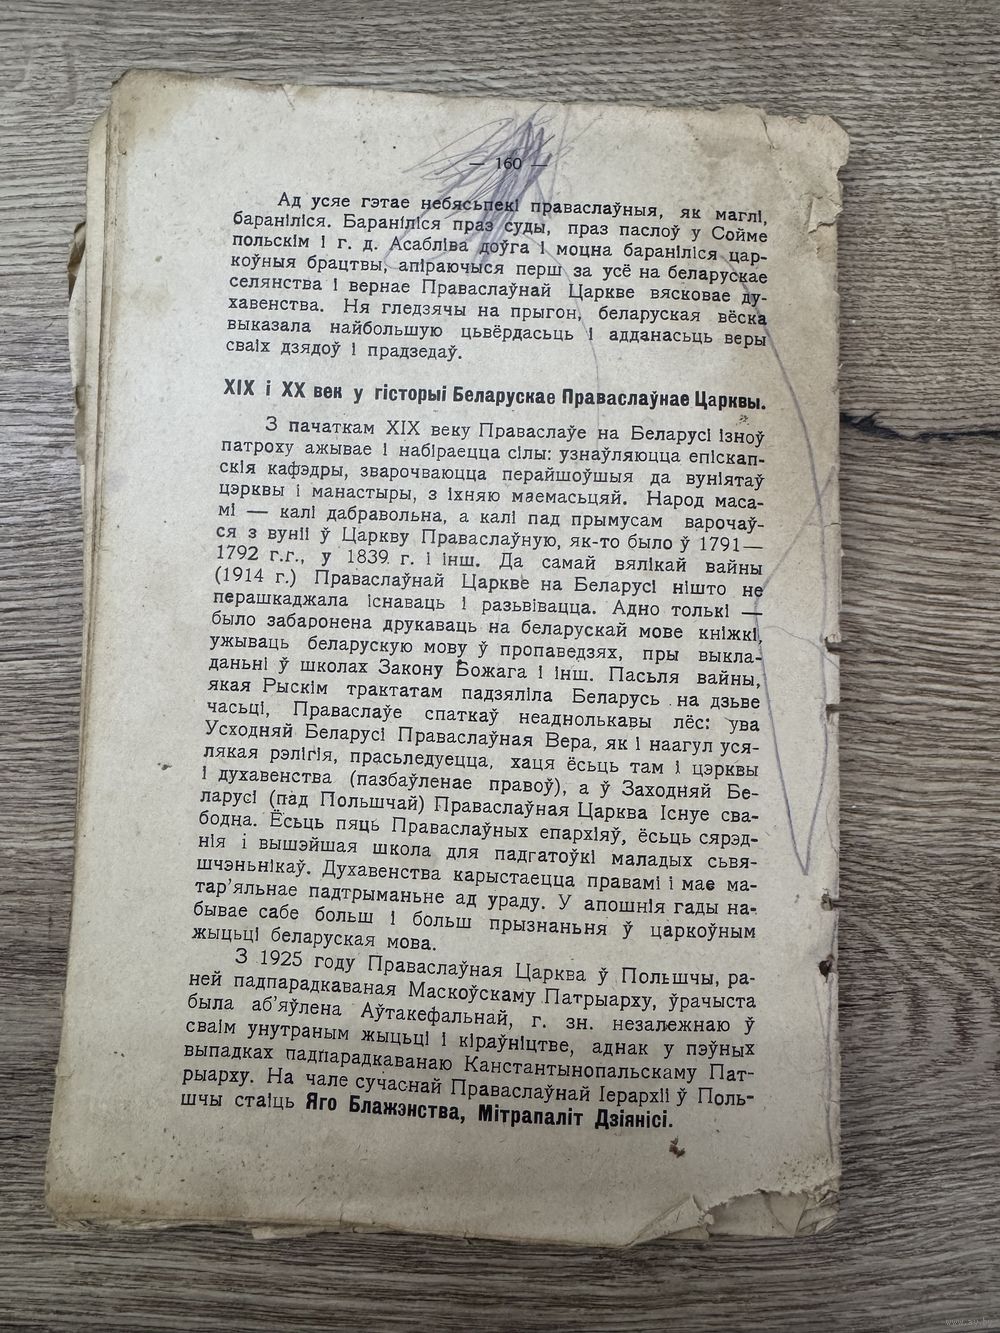 — 160 —
Ад усяе гэтае небясьпекі праваслаўныя, як маглі,
бараніліся. Бараніліся праз суды, праз паслоў у Сойме
польскім і г. д. Асабліва доўга і моцна бараніліся цар-
коўныя брацтвы, апіраючыся перш за усё на беларускае
селянства і вернае Праваслаўнай Царкве вясковае ду-
хавенства. Ня гледзячы на прыгон, беларуская вёска
выказала найбольшую цьвёрдасьць і адданасьць веры
сваіх дзядоў і прадзедаў.
XIX і XX век у гісторыі Беларускае Праваслаўнае Царквы.
З пачаткам XIX веку Праваслаўе на Беларусі ізноў
патроху ажывае і набіраецца сілы: узнаўляюцца епіскап-
скія кафэдры, зварочваюцца перайшоўшыя да вуніятаў
цэрквы і манастыры, з іхняю маемасьцяй. Народ маса-
мі — калі дабравольна, а калі пад прымусам варочаў-
ся з вуніі ў Царкву Праваслаўную, як-то было ў 1791—
1792 г.г., у 1839 г. і інш. Да самай вялікай вайны
(1914 г.) Праваслаўнай Царкве на Беларусі нішто не
перашкаджала існаваць і разьвівацца. Адно толькі —
было забаронена друкаваць на беларускай мове кніжкі,
ужываць беларускую мову ў пропаведзях, пры выкла-
даньні ў школах Закону Божага і інш. Пасьля вайны,
якая Рыскім трактатам падзяліла Беларусь на дзьве
часьці, Праваслаўе спаткаў неаднолькавы лёс: ува
Усходняй Беларусі Праваслаўная Вера, як і наагул уся-
лякая рэлігія, прасьледуецца, хаця ёсьць там і цэрквы
і духавенства (пазбаўленае правоў), а ў Заходняй Бе-
ларусі (пад Польшчай) Праваслаўная Царква існуе сва-
бодна. Ёсьць пяць Праваслаўных епархіяў, ёсьць сярэд-
нія і вышэйшая школа для падгатоўкі маладых сьвя-
шчэньнікаў. Духавенства карыстаецца правамі і мае ма-
тар'яльнае падтрыманьне ад ураду. У апошнія гады на-
бывае сабе больш і больш прызнаньня ў царкоўным
жыцьці беларуская мова.
З 1925 году Праваслаўная Царква ў Польшчы, ра-
ней падпарадкаваная Маскоўскаму Патрыарху, ўрачыста
была аб'яўлена Аўтакефальнай, г. зн. незалежнаю ў
сваім унутраным жыцьці і кіраўніцтве, аднак у пэўных
выпадках падпарадкаванаю Канстантынопальскаму Пат-
рыарху. На чале сучаснай Праваслаўнай Іерархіі ў Поль-
шчы стаіць Яго Блажэнства, Мітрапаліт Дзіянісі.
www.ay.by